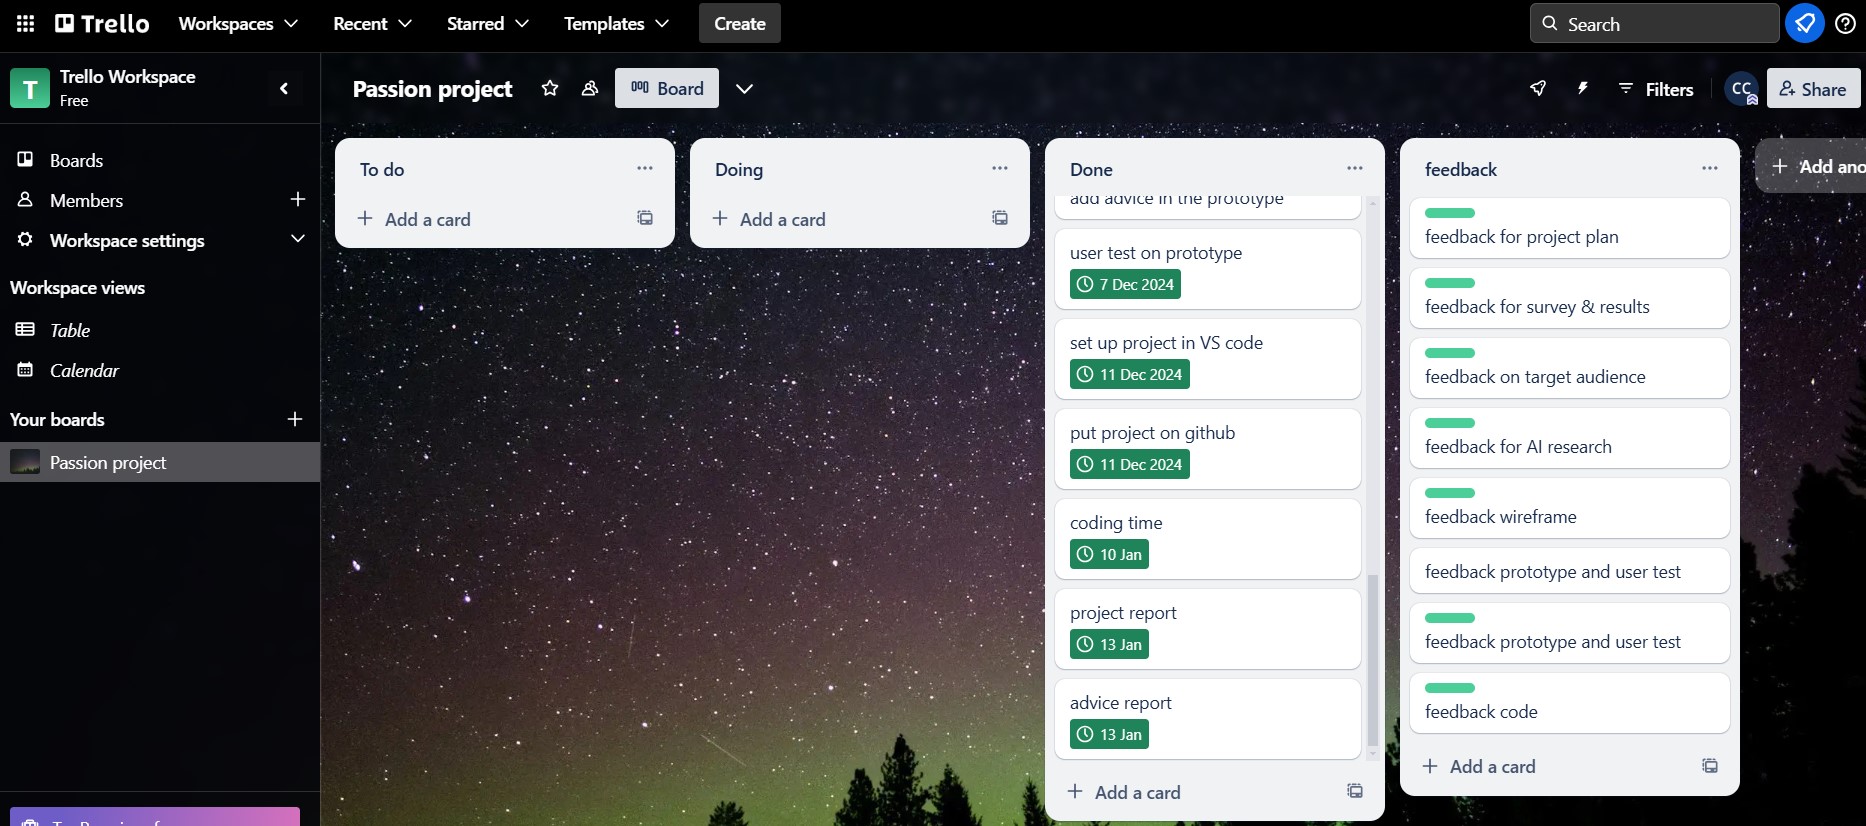 Trello
Workspaces
Recent
Starred
Templates
Create
Search
T
Trello Workspace
Free
Passion project
Board
Filters
CC
Share
Boards
Members
Workspace settings
Workspace views
Table
Calendar
Your boards
Passion project
To do
Add a card
Doing
Add a card
Done
add advice in the prototype
user test on prototype
7 Dec 2024
set up project in VS code
11 Dec 2024
put project on github
11 Dec 2024
coding time
10 Jan
project report
13 Jan
advice report
13 Jan
Add a card
feedback
feedback for project plan
feedback for survey & results
feedback on target audience
feedback for AI research
feedback wireframe
feedback prototype and user test
feedback prototype and user test
feedback code
Add a card
Add ano